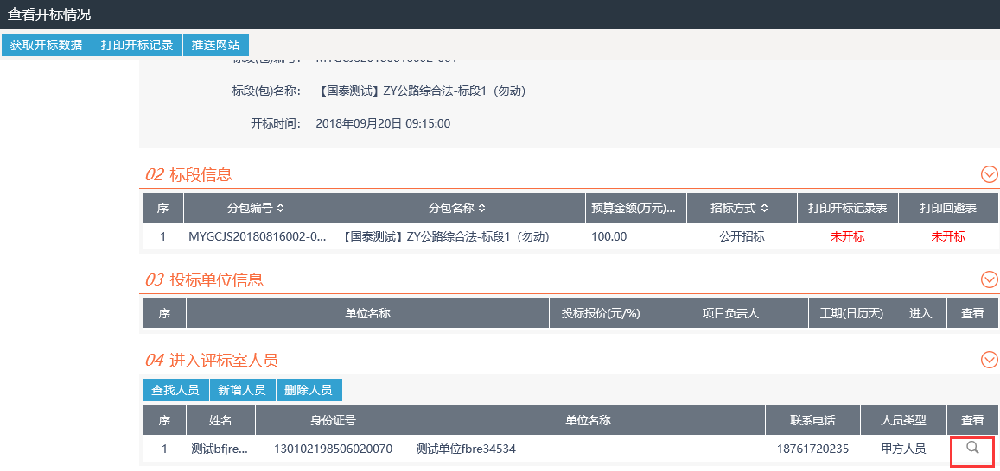 查看开标情况
获取开标数据 打印开标记录 推送网站
标段(包)名称： 【国泰测试】ZY公路综合法-标段1（勿动）
开标时间： 2018年09月20日 09:15:00
02 标段信息
序 分包编号 分包名称 预算金额(万元)... 招标方式 打印开标记录表 打印回避表
1 MYGCJS20180816002-0... 【国泰测试】ZY公路综合法-标段1（勿动） 100.00 公开招标 未开标 未开标
03 投标单位信息
序 单位名称 投标报价(元/%) 项目负责人 工期(日历天) 进入 查看
04 进入评标室人员
查找人员 新增人员 删除人员
序 姓名 身份证号 单位名称 联系电话 人员类型 查看
1 测试bfjre... 130102198506020070 测试单位fbre34534 18761720235 甲方人员